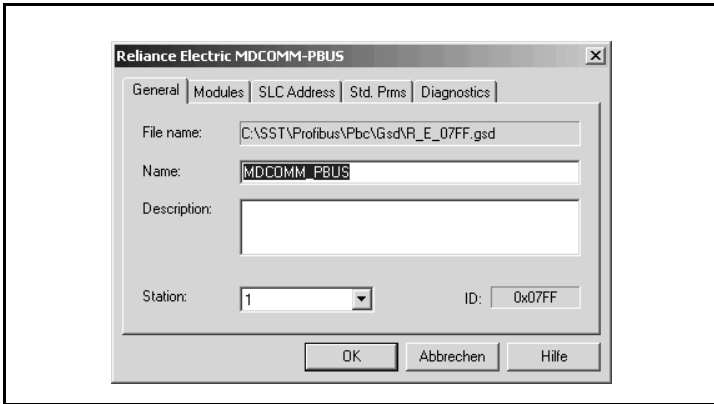 Reliance Electric MDCOMM-PBUS
General Modules SLC Address Std. Prms Diagnostics
File name: C:\SST\Profibus\Pbc\Gsd\R_E_07FF.gsd
Name: MDCOMM_PBUS
Description:
Station: 1 ID: 0x07FF
OK Abbrechen Hilfe